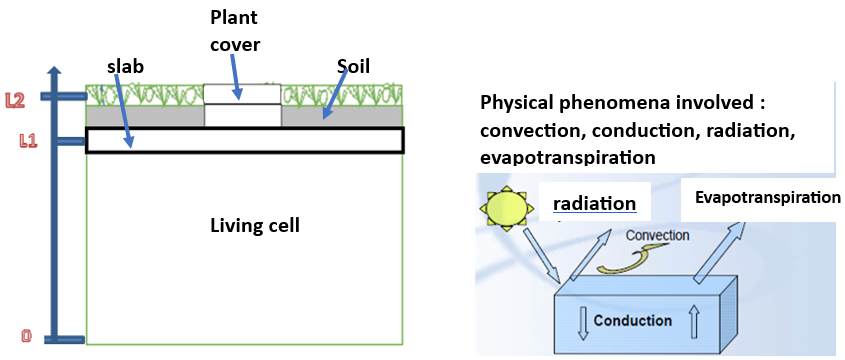 Plant
cover
slab
Soil
L2
L1
Living cell
0
Physical phenomena involved :
convection, conduction, radiation,
evapotranspiration
radiation
Evapotranspiration
Convection
Conduction